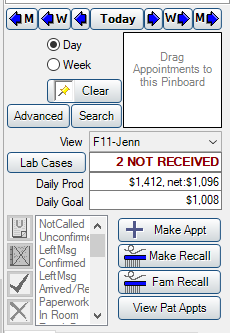 M W Today W M
Day
Week
Clear
Drag
Appointments to
this Pinboard
Advanced Search
View F11-Jenn
Lab Cases 2 NOT RECEIVED
Daily Prod $1,412, net:$1,096
Daily Goal $1,008
NotCalled
Unconfirme
LeftMsg
Confirmed
LeftMsg
Arrived/Re
Paperwork
In Room
Make Appt
Make Recall
Fam Recall
View Pat Appts